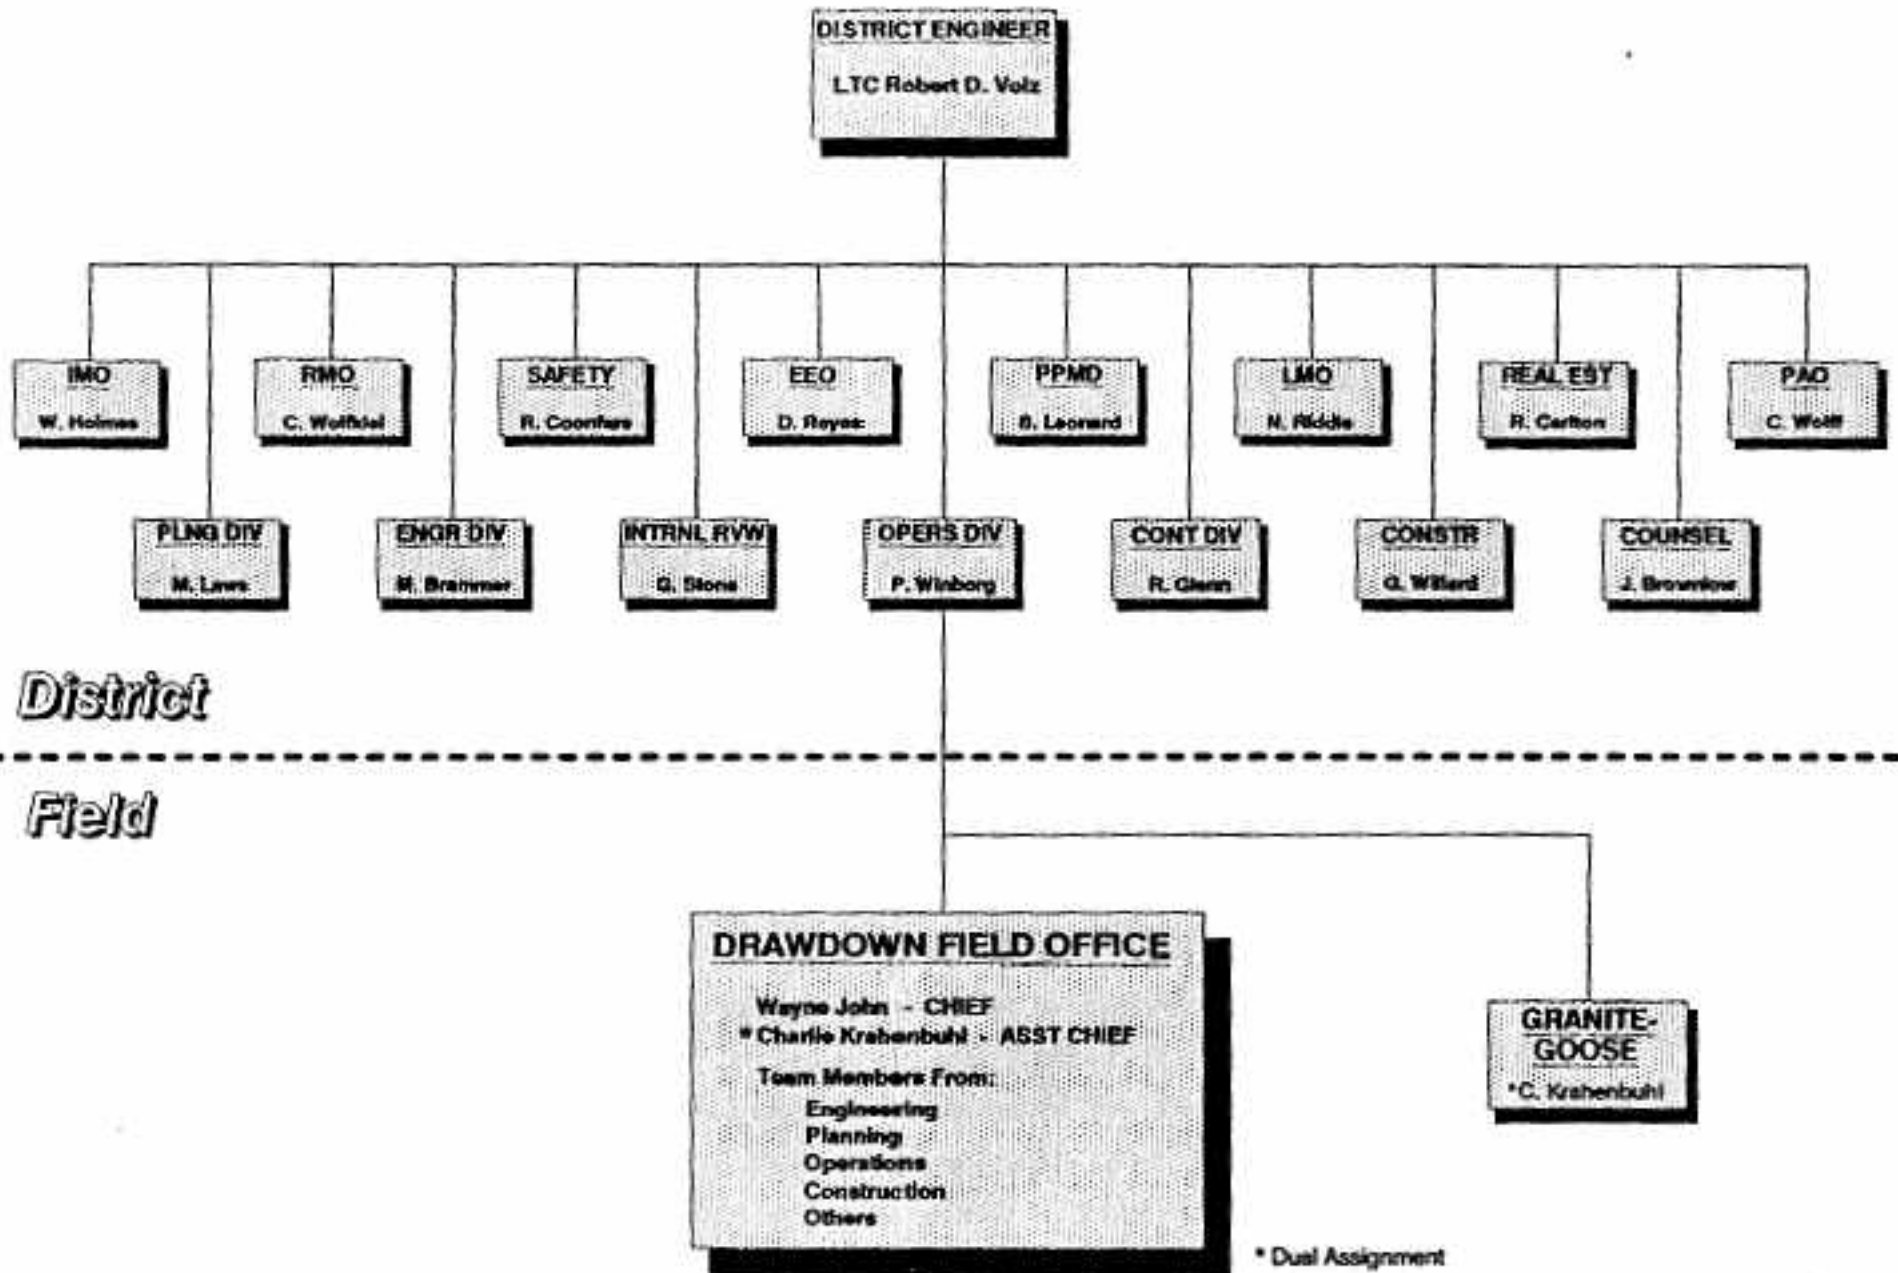 DISTRICT ENGINEER
LTC Robert D. Volz
IMO
W. Holmes
RMO
C. Wolfkiel
SAFETY
R. Coonfare
EEO
D. Reyes
PPMD
B. Leonard
LMO
N. Riddle
REAL EST
R. Carlton
PAO
C. Wolff
PLNG DIV
M. Laws
ENGR DIV
M. Brammer
INTRNL RVW
G. Stone
OPERS DIV
P. Winborg
CONT DIV
R. Glenn
CONSTR
G. Willard
COUNSEL
J. Brownlow
District
Field
DRAWDOWN FIELD OFFICE
Wayne John - CHIEF
* Charlie Krahenbuhl - ASST CHIEF
Team Members From:
Engineering
Planning
Operations
Construction
Others
GRANITE-
GOOSE
*C. Krahenbuhl
* Dual Assignment